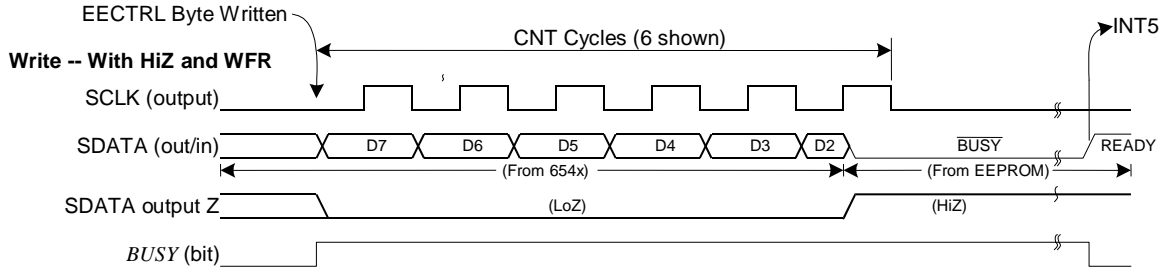 EECTRL Byte Written
INT5
CNT Cycles (6 shown)
Write -- With HiZ and WFR
SCLK (output)
SDATA (out/in)
D7
D6
D5
D4
D3
D2
BUSY
READY
(From 654x)
(From EEPROM)
SDATA output Z
(LoZ)
(HiZ)
BUSY (bit)